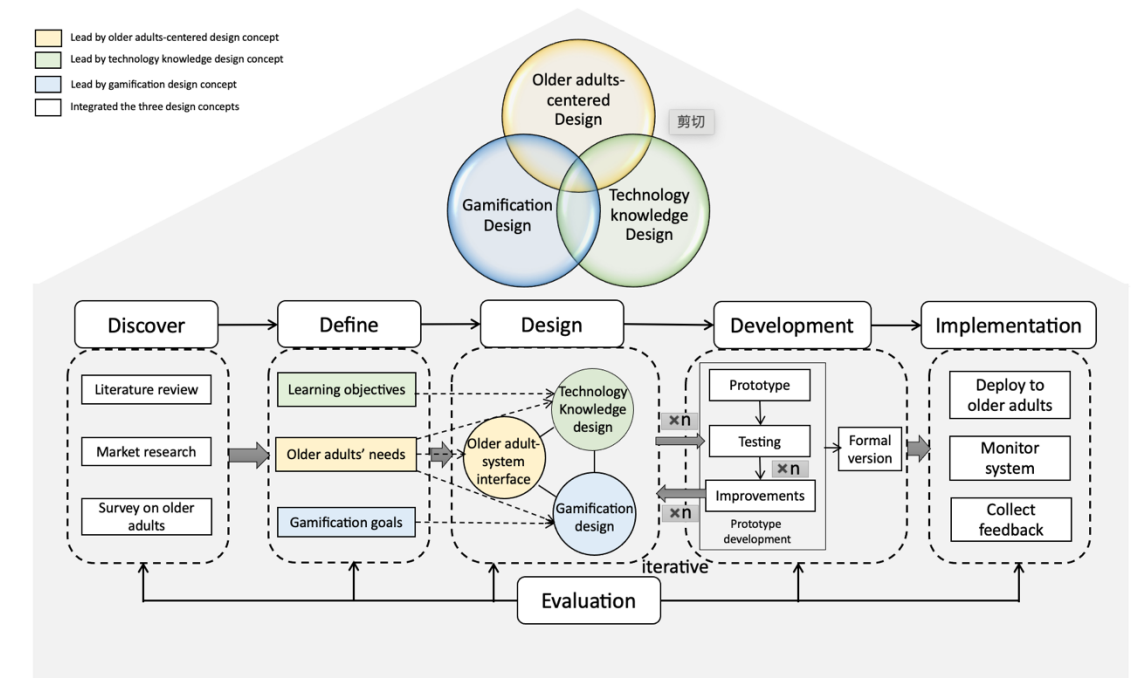 Lead by older adults-centered design concept
Lead by technology knowledge design concept
Lead by gamification design concept
Integrated the three design concepts
Older adults-
centered
Design
剪切
Gamification
Design
Technology
knowledge
Design
Discover
Define
Design
Development
Implementation
Literature review
Market research
Survey on older
adults
Learning objectives
Older adults' needs
Gamification goals
Technology
Knowledge
design
Older adult-
system
interface
Gamification
design
×n
×n
iterative
Prototype
Testing
×n
Improvements
Prototype
development
Formal
version
Deploy to
older adults
Monitor
system
Collect
feedback
Evaluation